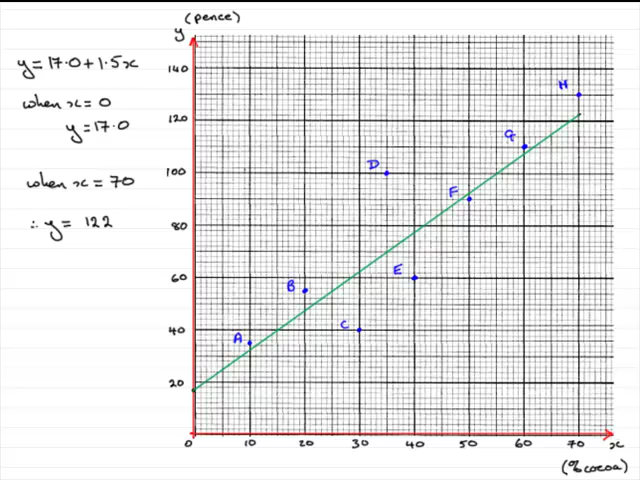 (pence)
y
y = 17.0 + 1.5x
when x = 0
y = 17.0
when x = 70
∴ y = 122
140
120
100
80
60
40
20
H
G
D
F
E
B
C
A
0 10 20 30 40 50 60 70 x
(% cocoa)